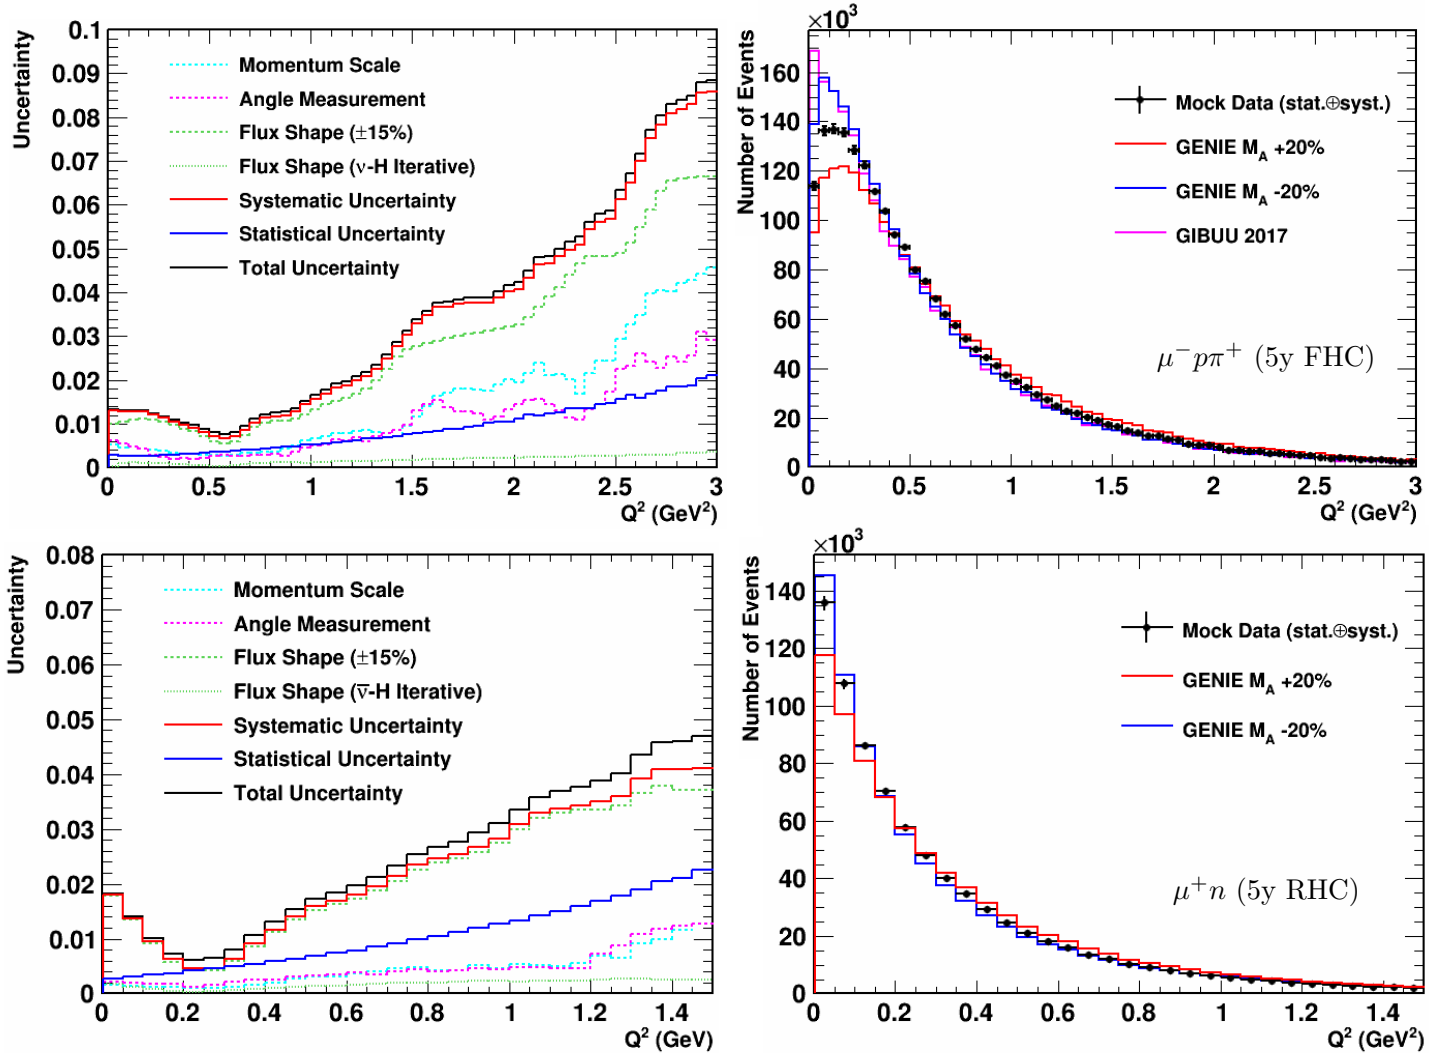 Uncertainty
0.1
0.09
0.08
0.07
0.06
0.05
0.04
0.03
0.02
0.01
0
Momentum Scale
Angle Measurement
Flux Shape (±15%)
Flux Shape (ν-H Iterative)
Systematic Uncertainty
Statistical Uncertainty
Total Uncertainty
0 0.5 1 1.5 2 2.5 3
Q² (GeV²)
×10³
Number of Events
160
140
120
100
80
60
40
20
0
Mock Data (stat.⊕syst.)
GENIE M_A +20%
GENIE M_A -20%
GIBUU 2017
μ⁻pπ⁺ (5y FHC)
0 0.5 1 1.5 2 2.5 3
Q² (GeV²)
Uncertainty
0.08
0.07
0.06
0.05
0.04
0.03
0.02
0.01
0
Momentum Scale
Angle Measurement
Flux Shape (±15%)
Flux Shape (ν̅-H Iterative)
Systematic Uncertainty
Statistical Uncertainty
Total Uncertainty
0 0.2 0.4 0.6 0.8 1 1.2 1.4
Q² (GeV)
×10³
Number of Events
140
120
100
80
60
40
20
0
Mock Data (stat.⊕syst.)
GENIE M_A +20%
GENIE M_A -20%
μ⁺n (5y RHC)
0 0.2 0.4 0.6 0.8 1 1.2 1.4
Q² (GeV²)